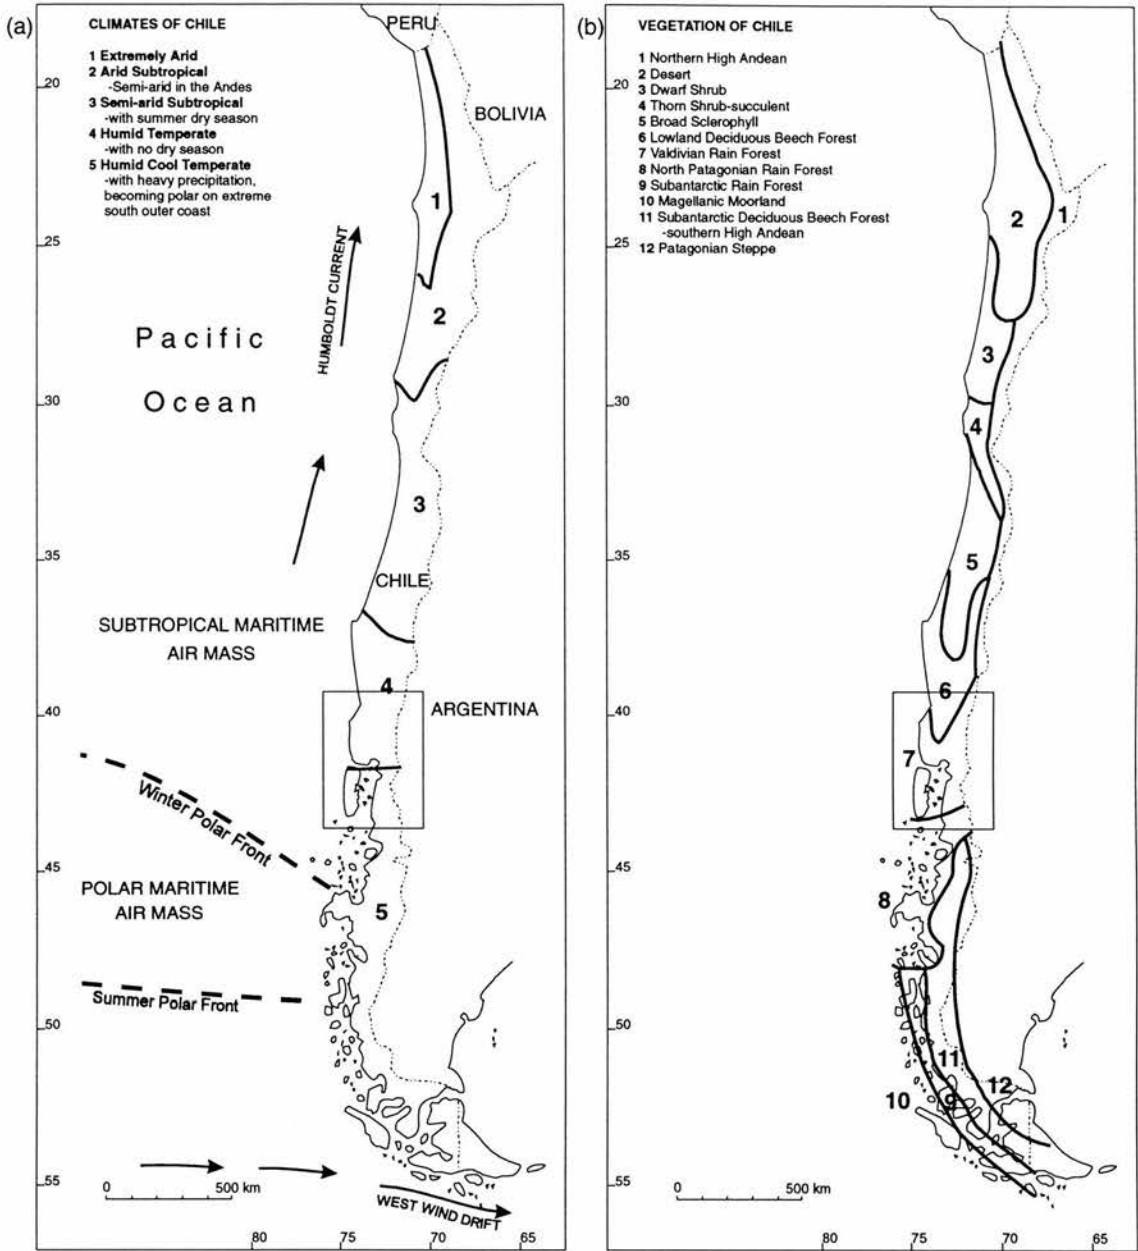 (a)
CLIMATES OF CHILE
1 Extremely Arid
2 Arid Subtropical
-Semi-arid in the Andes
3 Semi-arid Subtropical
-with summer dry season
4 Humid Temperate
-with no dry season
5 Humid Cool Temperate
-with heavy precipitation,
becoming polar on extreme
south outer coast
PERU
BOLIVIA
20
1
25
HUMBOLDT CURRENT
2
Pacific
Ocean
30
3
35
CHILE
SUBTROPICAL MARITIME
AIR MASS
4
ARGENTINA
40
Winter Polar Front
45
POLAR MARITIME
AIR MASS
5
Summer Polar Front
50
55
0
500 km
WEST WIND DRIFT
80
75
70
65
(b)
VEGETATION OF CHILE
1 Northern High Andean
2 Desert
3 Dwarf Shrub
4 Thorn Shrub-succulent
5 Broad Sclerophyll
6 Lowland Deciduous Beech Forest
7 Valdivian Rain Forest
8 North Patagonian Rain Forest
9 Subantarctic Rain Forest
10 Magellanic Moorland
11 Subantarctic Deciduous Beech Forest
-southern High Andean
12 Patagonian Steppe
20
2
1
25
3
30
4
35
5
6
40
7
45
8
50
11
12
10
9
55
0
500 km
80
75
70
65